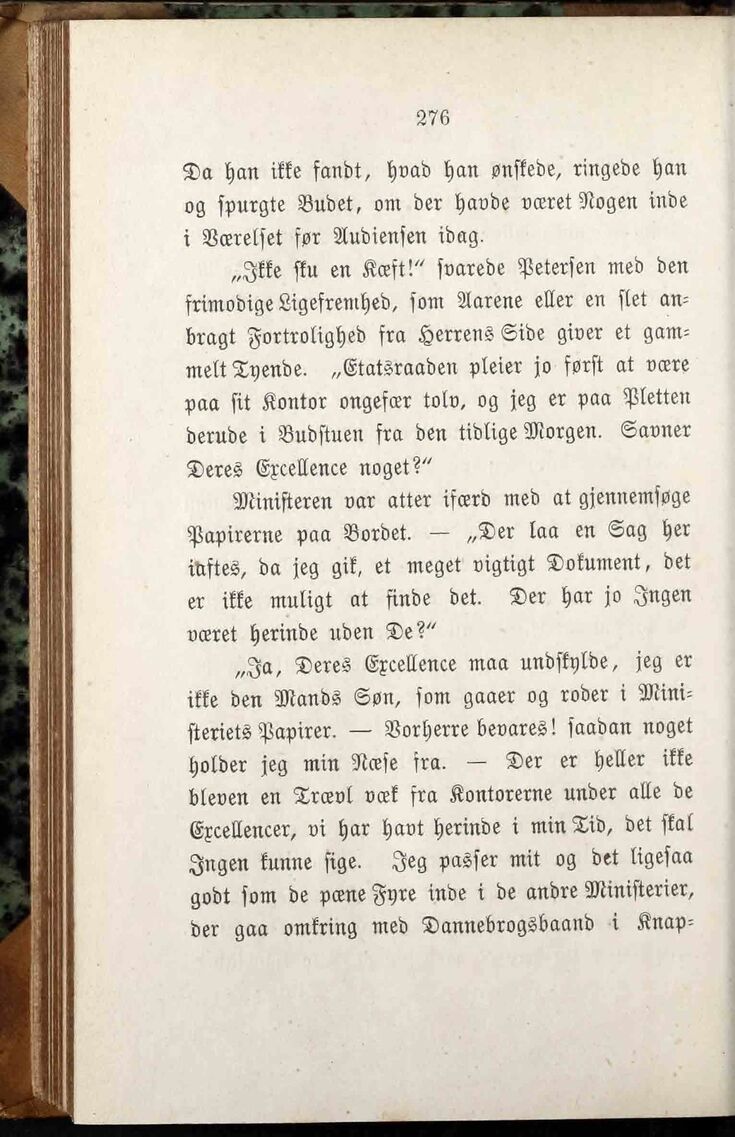 276
Da han ikke fandt, hvad han ønskede, ringede han
og spurgte Budet, om der havde været Nogen inde
i Værelset før Audiensen idag.
„Ikke sku en Kæft!“ svarede Petersen med den
frimodige Ligefremhed, som Aarene eller en slet an=
bragt Fortrolighed fra Herrens Side giver et gam=
melt Tyende. „Etatsraaden pleier jo først at være
paa sit Kontor ongefær tolv, og jeg er paa Pletten
derude i Budstuen fra den tidlige Morgen. Savner
Deres Excellence noget?“
Ministeren var atter ifærd med at gjennemsøge
Papirerne paa Bordet. — „Der laa en Sag her
iaftes, da jeg gik, et meget vigtigt Dokument, det
er ikke muligt at finde det. Der har jo Ingen
været herinde uden De?“
„Ja, Deres Excellence maa undskylde, jeg er
ikke den Mands Søn, som gaaer og roder i Mini=
steriets Papirer. — Vorherre bevares! saadan noget
holder jeg min Næse fra. — Der er heller ikke
bleven en Trævl væk fra Kontorerne under alle de
Excellencer, vi har havt herinde i min Tid, det skal
Ingen kunne sige. Jeg passer mit og det ligesaa
godt som de pæne Fyre inde i de andre Ministerier,
der gaa omkring med Dannebrogsbaand i Knap=